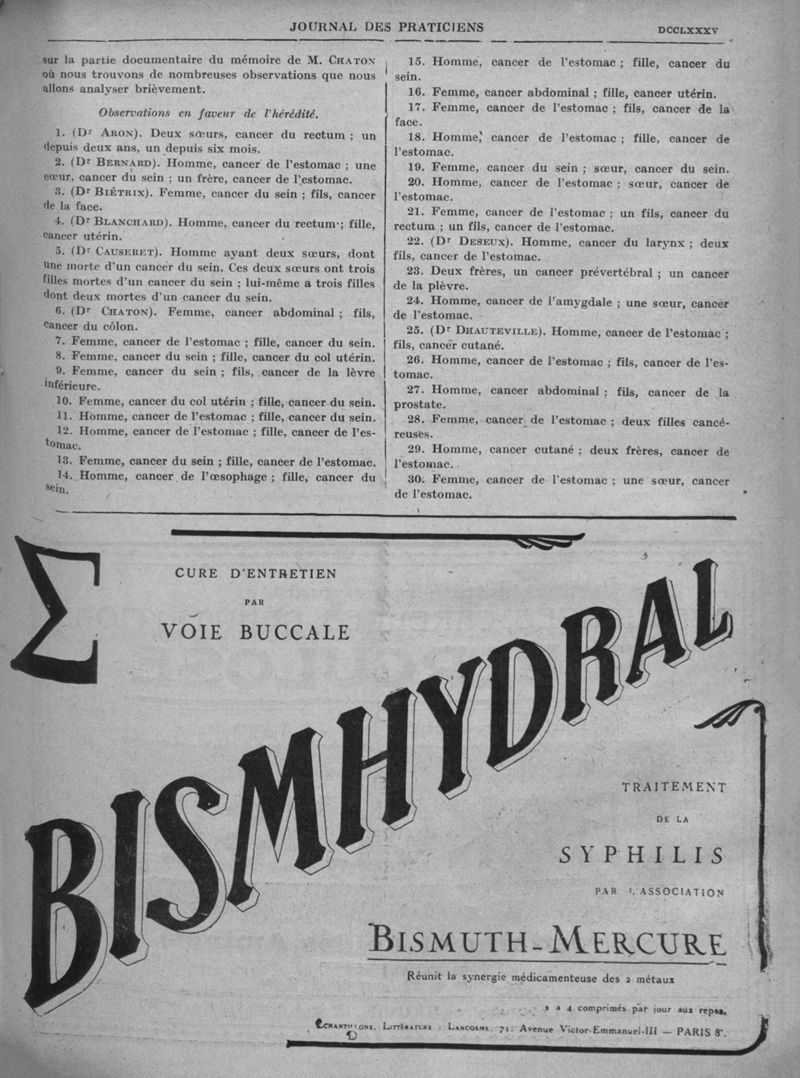 JOURNAL DES PRATICIENS
DCCLXXXV
sur la partie documentaire du mémoire de M. CHATON
où nous trouvons de nombreuses observations que nous
allons analyser brièvement.
Observations en faveur de l'hérédité.
1. (Dr ARON). Deux sœurs, cancer du rectum ; un
depuis deux ans, un depuis six mois.
2. (Dr BERNARD). Homme, cancer de l'estomac ; une
sœur, cancer du sein ; un frère, cancer de l'estomac.
3. (Dr BIÉTRIX). Femme, cancer du sein ; fils, cancer
de la face.
4. (Dr BLANCHARD). Homme, cancer du rectum ; fille,
cancer utérin.
5. (Dr CAUSERET). Homme ayant deux sœurs, dont
une morte d'un cancer du sein. Ces deux sœurs ont trois
filles mortes d'un cancer du sein ; lui-même a trois filles
dont deux mortes d'un cancer du sein.
6. (Dr CHATON). Femme, cancer abdominal ; fils,
cancer du côlon.
7. Femme, cancer de l'estomac ; fille, cancer du sein.
8. Femme, cancer du sein ; fille, cancer du col utérin.
9. Femme, cancer du sein ; fils, cancer de la lèvre
inférieure.
10. Femme, cancer du col utérin ; fille, cancer du sein.
11. Homme, cancer de l'estomac ; fille, cancer du sein.
12. Homme, cancer de l'estomac ; fille, cancer de l'es-
tomac.
13. Femme, cancer du sein ; fille, cancer de l'estomac.
14. Homme, cancer de l'œsophage ; fille, cancer du
sein.
15. Homme, cancer de l'estomac ; fille, cancer du
sein.
16. Femme, cancer abdominal ; fille, cancer utérin.
17. Femme, cancer de l'estomac ; fils, cancer de la
face.
18. Homme, cancer de l'estomac ; fille, cancer de
l'estomac.
19. Femme, cancer du sein ; sœur, cancer du sein.
20. Homme, cancer de l'estomac ; sœur, cancer de
l'estomac.
21. Femme, cancer de l'estomac ; un fils, cancer du
rectum ; un fils, cancer de l'estomac.
22. (Dr DESEUX). Homme, cancer du larynx ; deux
fils, cancer de l'estomac.
23. Deux frères, un cancer prévertébral ; un cancer
de la plèvre.
24. Homme, cancer de l'amygdale ; une sœur, cancer
de l'estomac.
25. (Dr DHAUTEVILLE). Homme, cancer de l'estomac ;
fils, cancer cutané.
26. Homme, cancer de l'estomac ; fils, cancer de l'es-
tomac.
27. Homme, cancer abdominal ; fils, cancer de la
prostate.
28. Femme, cancer de l'estomac ; deux filles cancé-
reuses.
29. Homme, cancer cutané ; deux frères, cancer de
l'estomac.
30. Femme, cancer de l'estomac ; une sœur, cancer
de l'estomac.
Σ
CURE D'ENTRETIEN
PAR
VOIE BUCCALE
BISMHYDRAL
TRAITEMENT
DE LA
SYPHILIS
PAR L'ASSOCIATION
BISMUTH-MERCURE
Réunit la synergie médicamenteuse des 2 métaux
2 à 4 comprimés par jour aux repas.
ÉCHANTILLONS, LITTÉRATURE : LANCOSME, 71, Avenue Victor-Emmanuel-III — PARIS 8e.